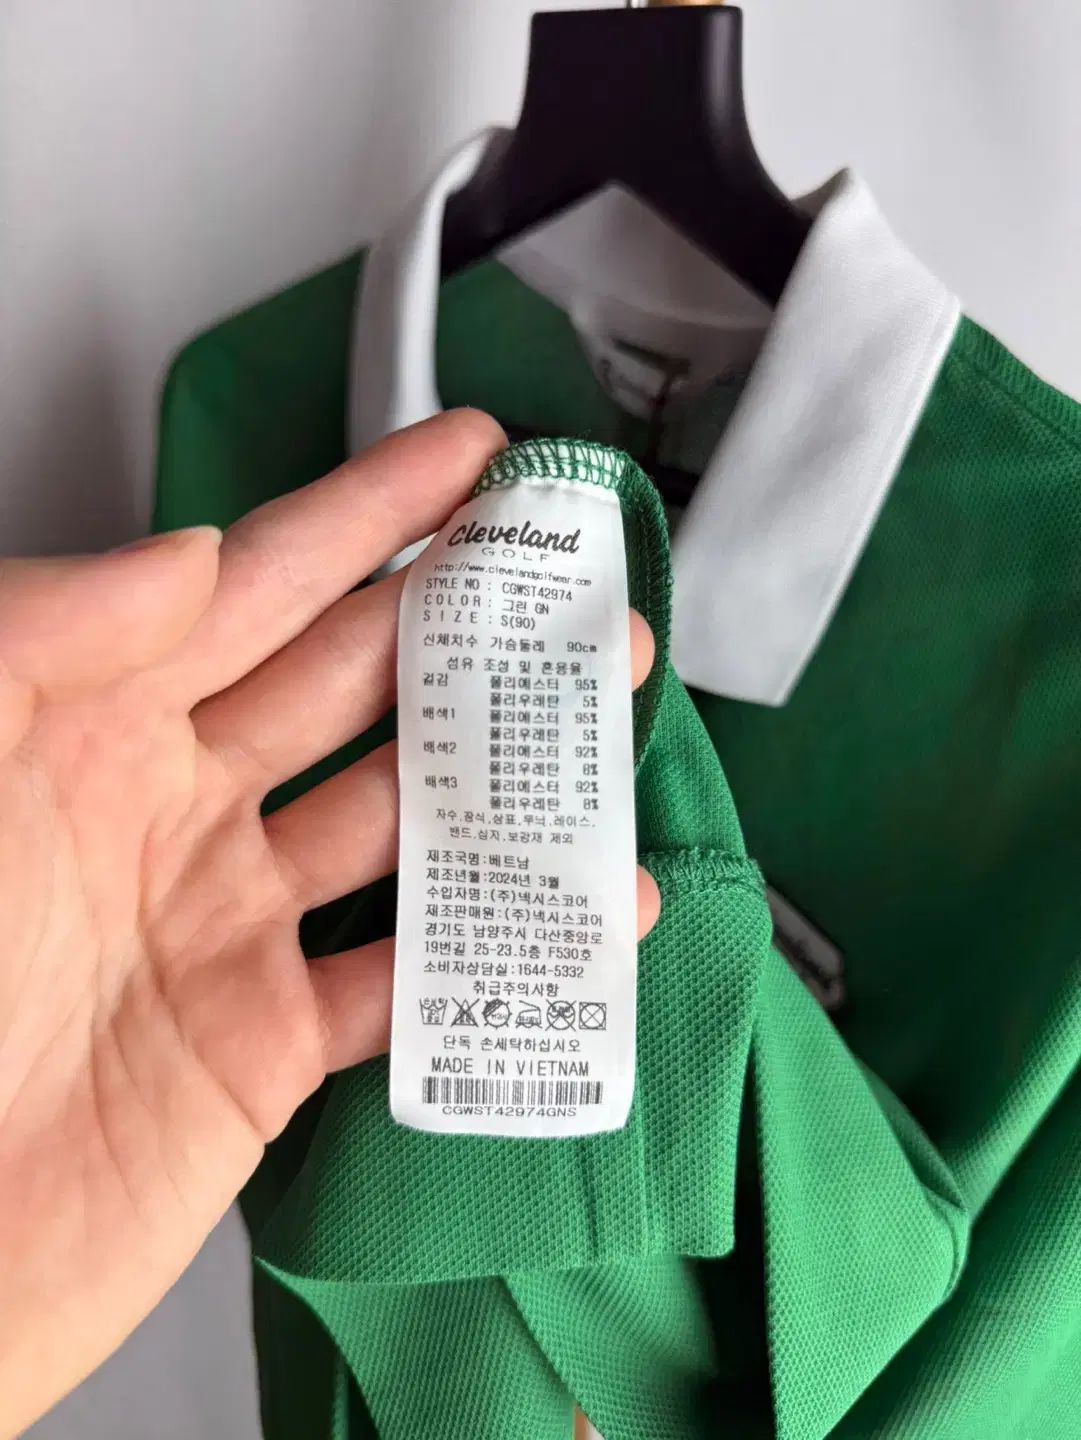 Cleveland
GOLF
http://www.clevelandgolfwear.com
STYLE NO : CGWST42974
COLOR : 그린 GN
SIZE : S(90)
신체치수 가슴둘레 90cm
섬유 조성 및 혼용율
겉감 폴리에스터 95%
폴리우레탄 5%
배색1 폴리에스터 95%
폴리우레탄 5%
배색2 폴리에스터 92%
폴리우레탄 8%
배색3 폴리에스터 92%
폴리우레탄 8%
자수,장식,상표,무늬,레이스,
밴드,심지,보강재 제외
제조국명:베트남
제조년월:2024년 3월
수입자명:(주)넥시스코어
제조판매원:(주)넥시스코어
경기도 남양주시 다산중앙로
19번길 25-23.5층 F530호
소비자상담실:1644-5332
취급주의사항
단독 손세탁하십시오
MADE IN VIETNAM
CGWST42974GNS